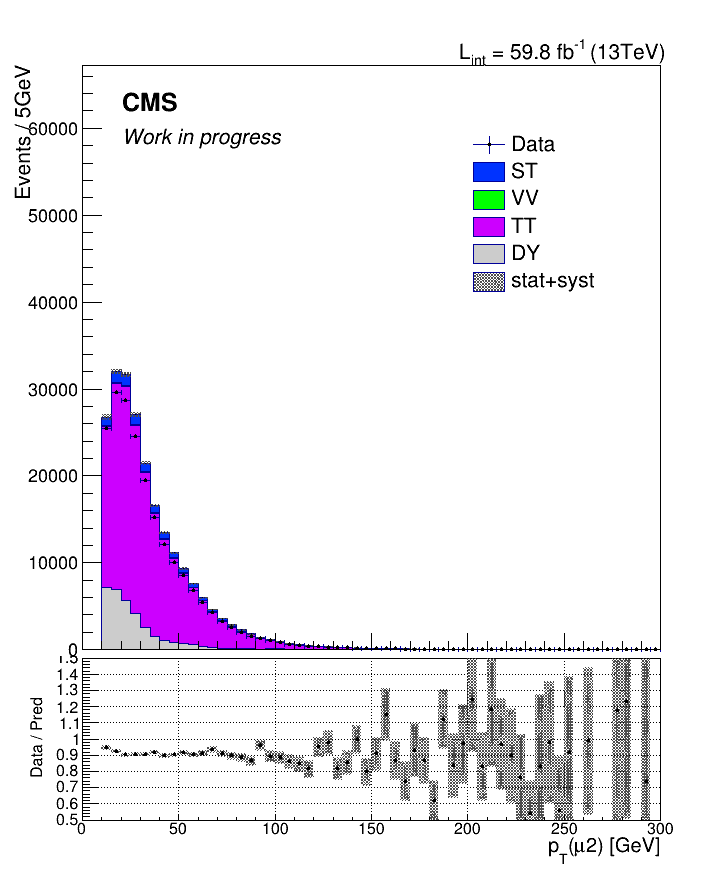 L_int = 59.8 fb⁻¹ (13TeV)
Events / 5GeV
CMS
Work in progress
Data
ST
VV
TT
DY
stat+syst
60000
50000
40000
30000
20000
10000
0
Data / Pred
1.5
1.4
1.3
1.2
1.1
1
0.9
0.8
0.7
0.6
0.5
0 50 100 150 200 250 300
p_T(μ2) [GeV]